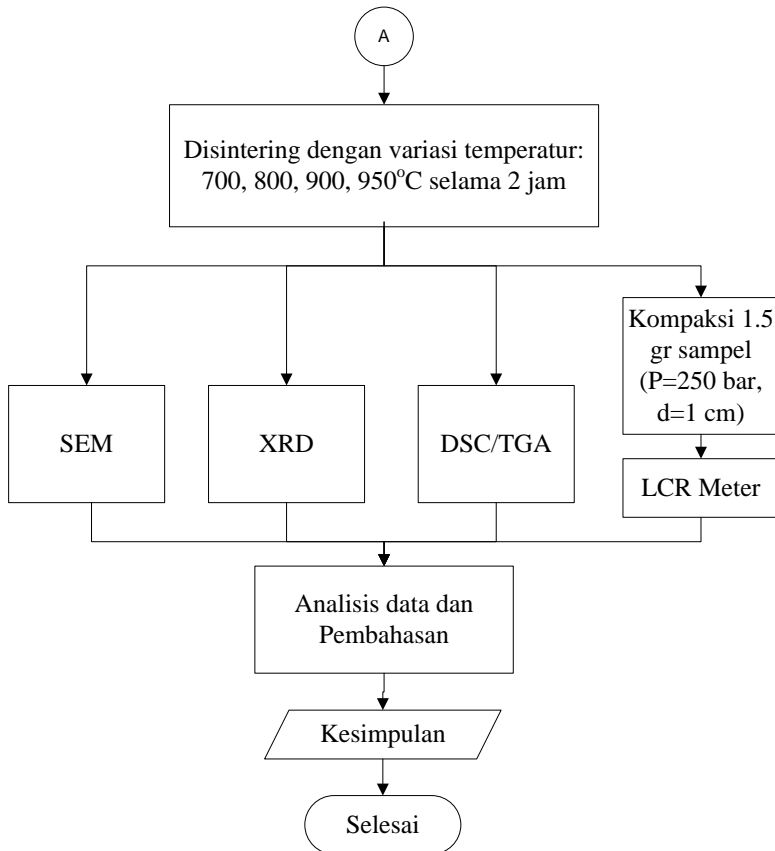 A
Disintering dengan variasi temperatur:
700, 800, 900, 950°C selama 2 jam
SEM
XRD
DSC/TGA
Kompaksi 1.5
gr sampel
(P=250 bar,
d=1 cm)
LCR Meter
Analisis data dan
Pembahasan
Kesimpulan
Selesai